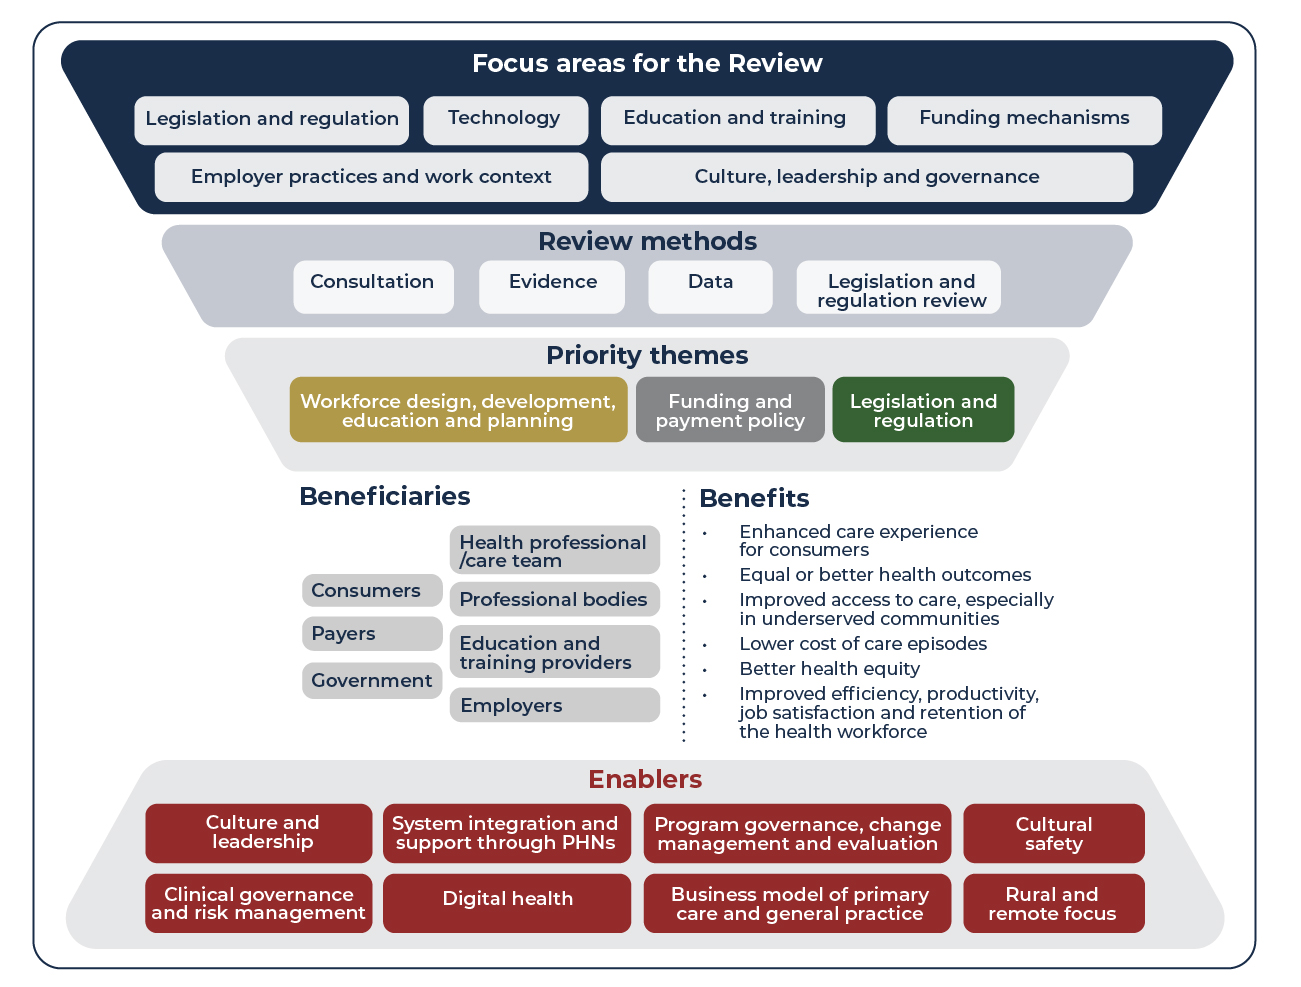 Focus areas for the Review
Legislation and regulation
Technology
Education and training
Funding mechanisms
Employer practices and work context
Culture, leadership and governance
Review methods
Consultation
Evidence
Data
Legislation and
regulation review
Priority themes
Workforce design, development,
education and planning
Funding and
payment policy
Legislation and
regulation
Beneficiaries
Consumers
Payers
Government
Health professional
/care team
Professional bodies
Education and
training providers
Employers
Benefits
• Enhanced care experience
for consumers
• Equal or better health outcomes
• Improved access to care, especially
in underserved communities
• Lower cost of care episodes
• Better health equity
• Improved efficiency, productivity,
job satisfaction and retention of
the health workforce
Enablers
Culture and
leadership
System integration and
support through PHNs
Program governance, change
management and evaluation
Cultural
safety
Clinical governance
and risk management
Digital health
Business model of primary
care and general practice
Rural and
remote focus